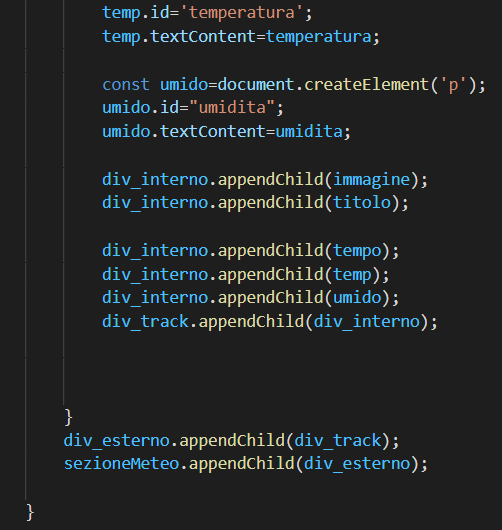 temp.id='temperatura';
temp.textContent=temperatura;
const umido=document.createElement('p');
umido.id="umidita";
umido.textContent=umidita;
div_interno.appendChild(immagine);
div_interno.appendChild(titolo);
div_interno.appendChild(tempo);
div_interno.appendChild(temp);
div_interno.appendChild(umido);
div_track.appendChild(div_interno);
}
div_esterno.appendChild(div_track);
sezioneMeteo.appendChild(div_esterno);
}